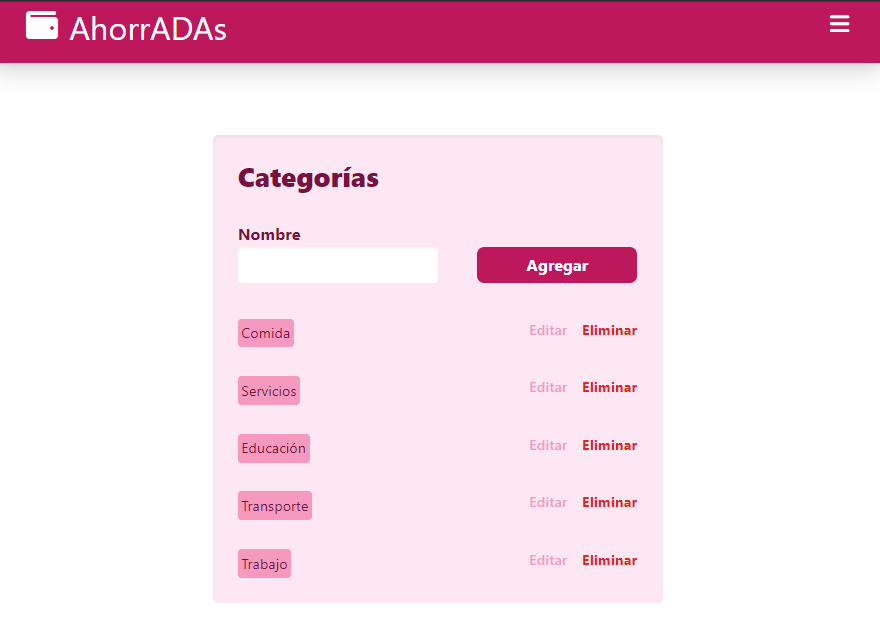 AhorrADAs
Categorías
Nombre
Agregar
Comida Editar Eliminar
Servicios Editar Eliminar
Educación Editar Eliminar
Transporte Editar Eliminar
Trabajo Editar Eliminar